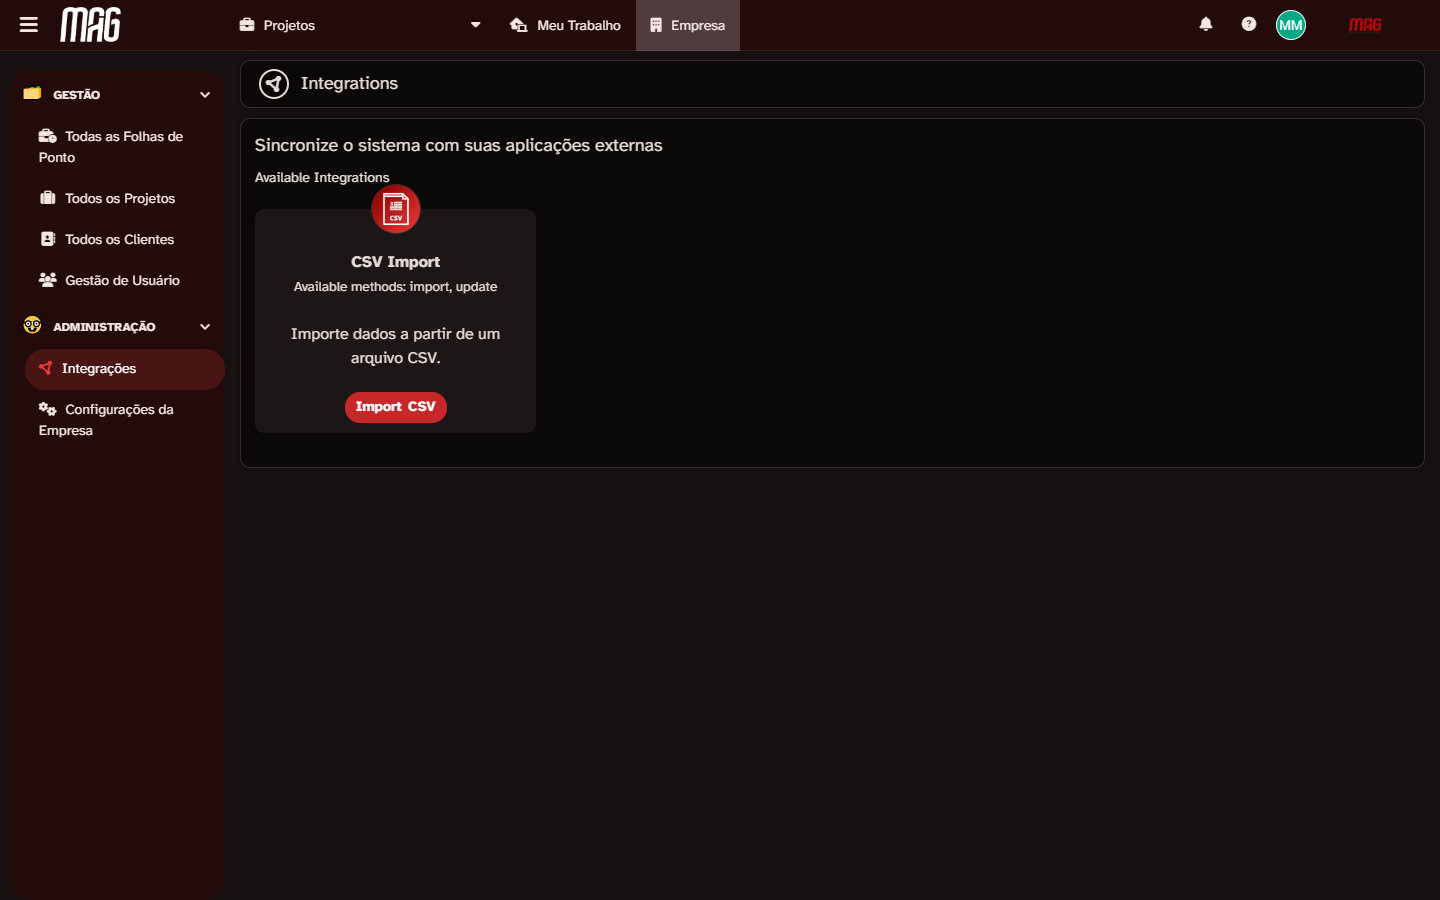 MAG
Projetos
Meu Trabalho
Empresa
MM
MAG
GESTÃO
Todas as Folhas de
Ponto
Todos os Projetos
Todos os Clientes
Gestão de Usuário
ADMINISTRAÇÃO
Integrações
Configurações da
Empresa
Integrations
Sincronize o sistema com suas aplicações externas
Available Integrations
CSV
CSV Import
Available methods: import, update
Importe dados a partir de um
arquivo CSV.
Import CSV